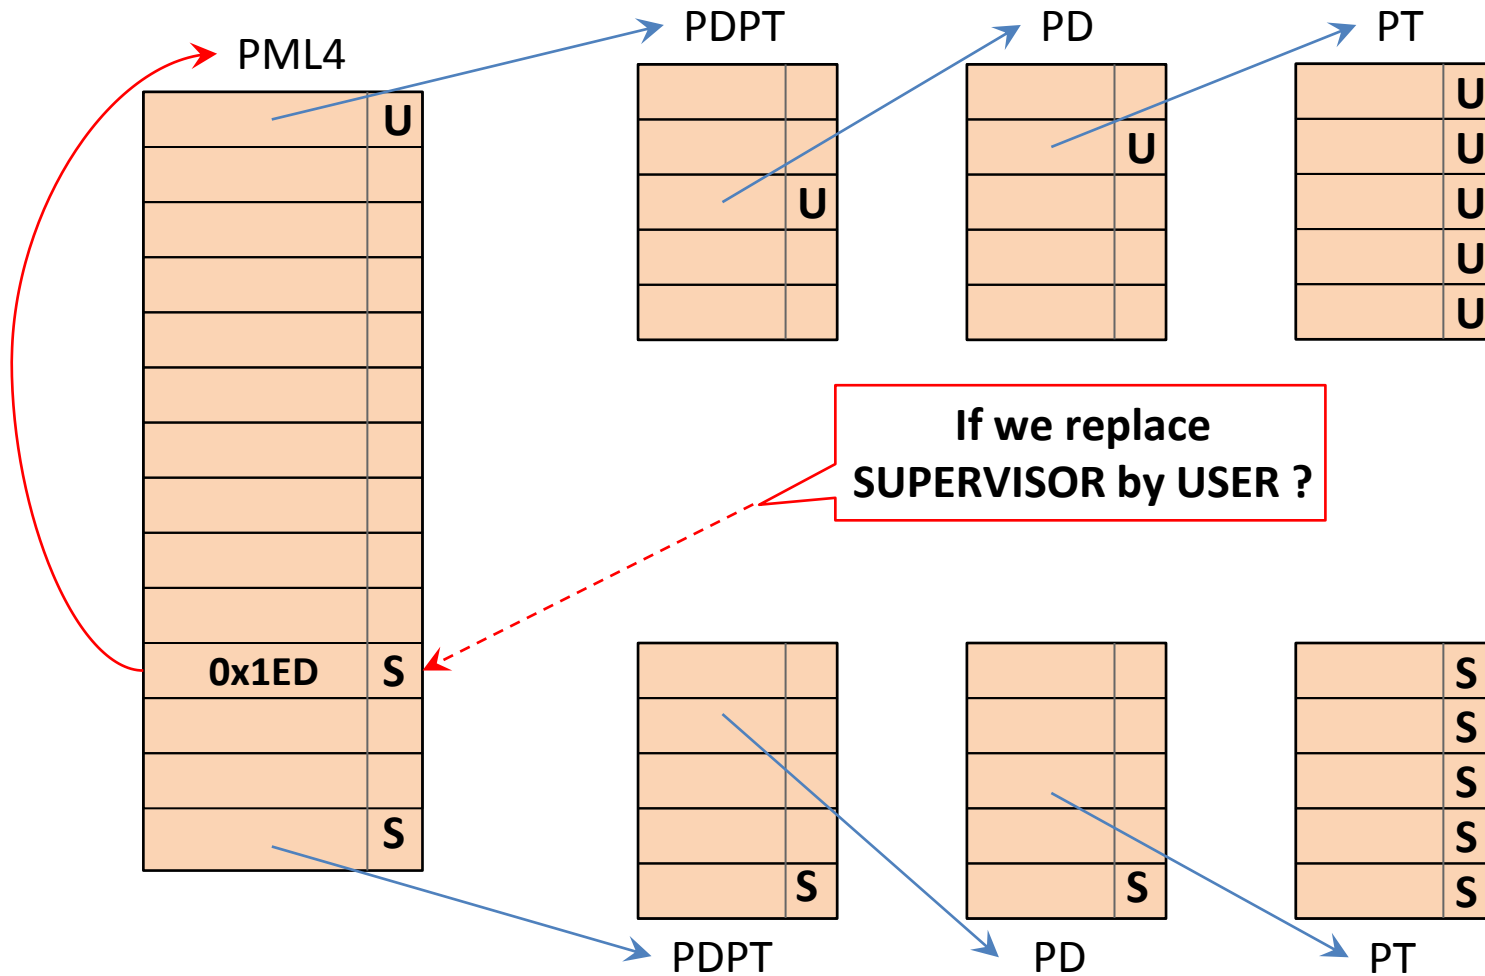 PML4
PDPT
PD
PT
U
U
U
U
U
U
U
U
If we replace
SUPERVISOR by USER ?
0x1ED S
S
S
S
S
S
S
S
S
PDPT
PD
PT